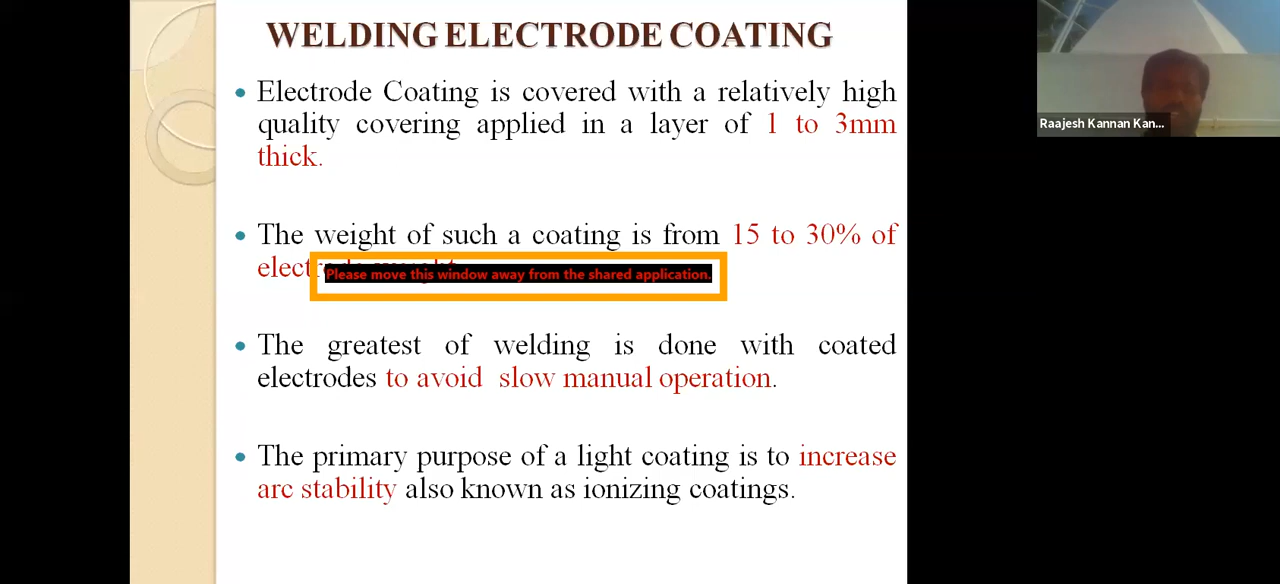 WELDING ELECTRODE COATING
Electrode Coating is covered with a relatively high
quality covering applied in a layer of 1 to 3mm
thick.
The weight of such a coating is from 15 to 30% of
Please move this window away from the shared application.
The greatest of welding is done with coated
electrodes to avoid slow manual operation.
The primary purpose of a light coating is to increase
arc stability also known as ionizing coatings.
Raajesh Kannan Kan...